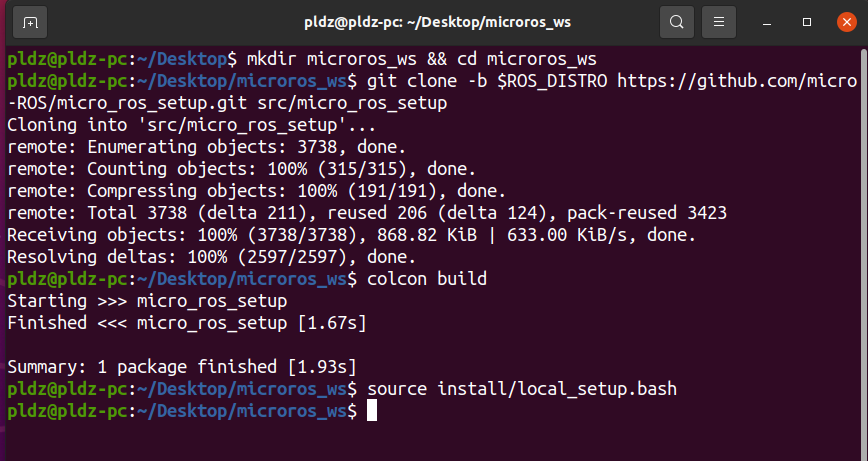 pldz@pldz-pc: ~/Desktop/microros_ws
pldz@pldz-pc:~/Desktop$ mkdir microros_ws && cd microros_ws
pldz@pldz-pc:~/Desktop/microros_ws$ git clone -b $ROS_DISTRO https://github.com/micro
-ROS/micro_ros_setup.git src/micro_ros_setup
Cloning into 'src/micro_ros_setup'...
remote: Enumerating objects: 3738, done.
remote: Counting objects: 100% (315/315), done.
remote: Compressing objects: 100% (191/191), done.
remote: Total 3738 (delta 211), reused 206 (delta 124), pack-reused 3423
Receiving objects: 100% (3738/3738), 868.82 KiB | 633.00 KiB/s, done.
Resolving deltas: 100% (2597/2597), done.
pldz@pldz-pc:~/Desktop/microros_ws$ colcon build
Starting >>> micro_ros_setup
Finished <<< micro_ros_setup [1.67s]
Summary: 1 package finished [1.93s]
pldz@pldz-pc:~/Desktop/microros_ws$ source install/local_setup.bash
pldz@pldz-pc:~/Desktop/microros_ws$